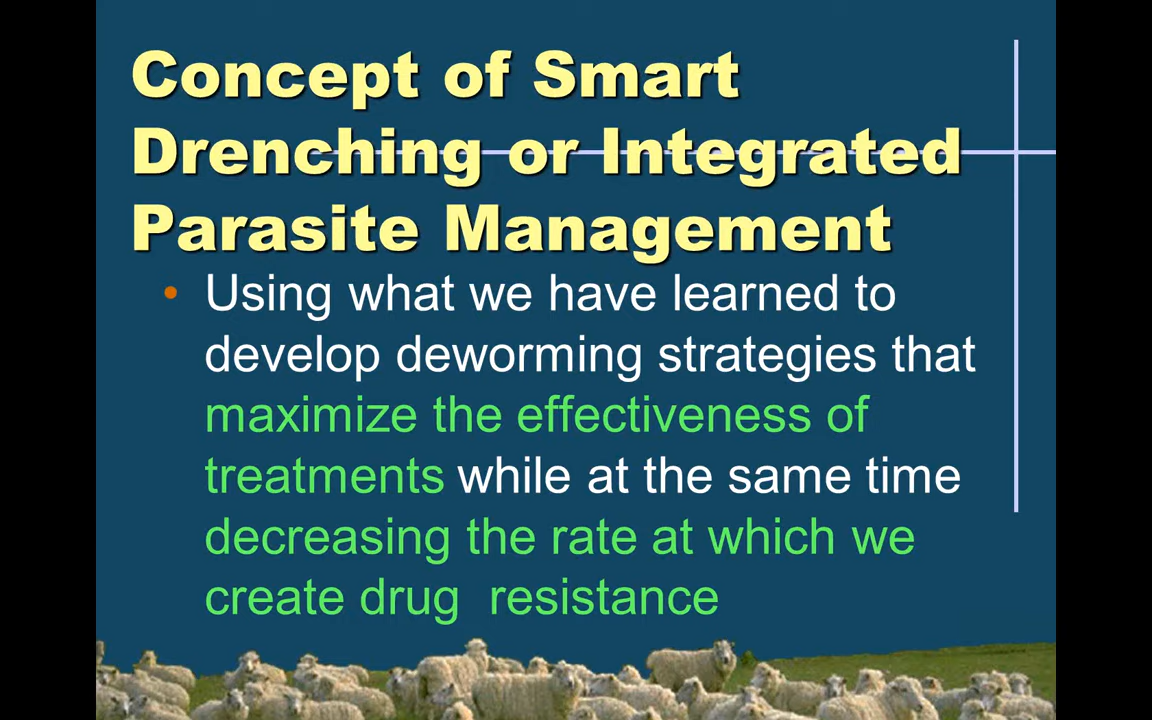 Concept of Smart
Drenching or Integrated
Parasite Management
• Using what we have learned to
develop deworming strategies that
maximize the effectiveness of
treatments while at the same time
decreasing the rate at which we
create drug  resistance